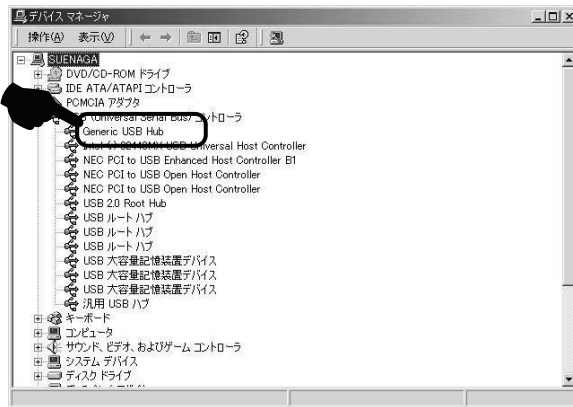 デバイス マネージャ
操作(A) 表示(V)
SUENAGA
DVD/CD-ROM ドライブ
IDE ATA/ATAPI コントローラ
PCMCIA アダプタ
(Universal Serial Bus) コントローラ
Generic USB Hub
Intel(r) 82440MX USB Universal Host Controller
NEC PCI to USB Enhanced Host Controller B1
NEC PCI to USB Open Host Controller
NEC PCI to USB Open Host Controller
USB 2.0 Root Hub
USB ルート ハブ
USB ルート ハブ
USB ルート ハブ
USB 大容量記憶装置デバイス
USB 大容量記憶装置デバイス
USB 大容量記憶装置デバイス
汎用 USB ハブ
キーボード
コンピュータ
サウンド、ビデオ、およびゲーム コントローラ
システム デバイス
ディスク ドライブ